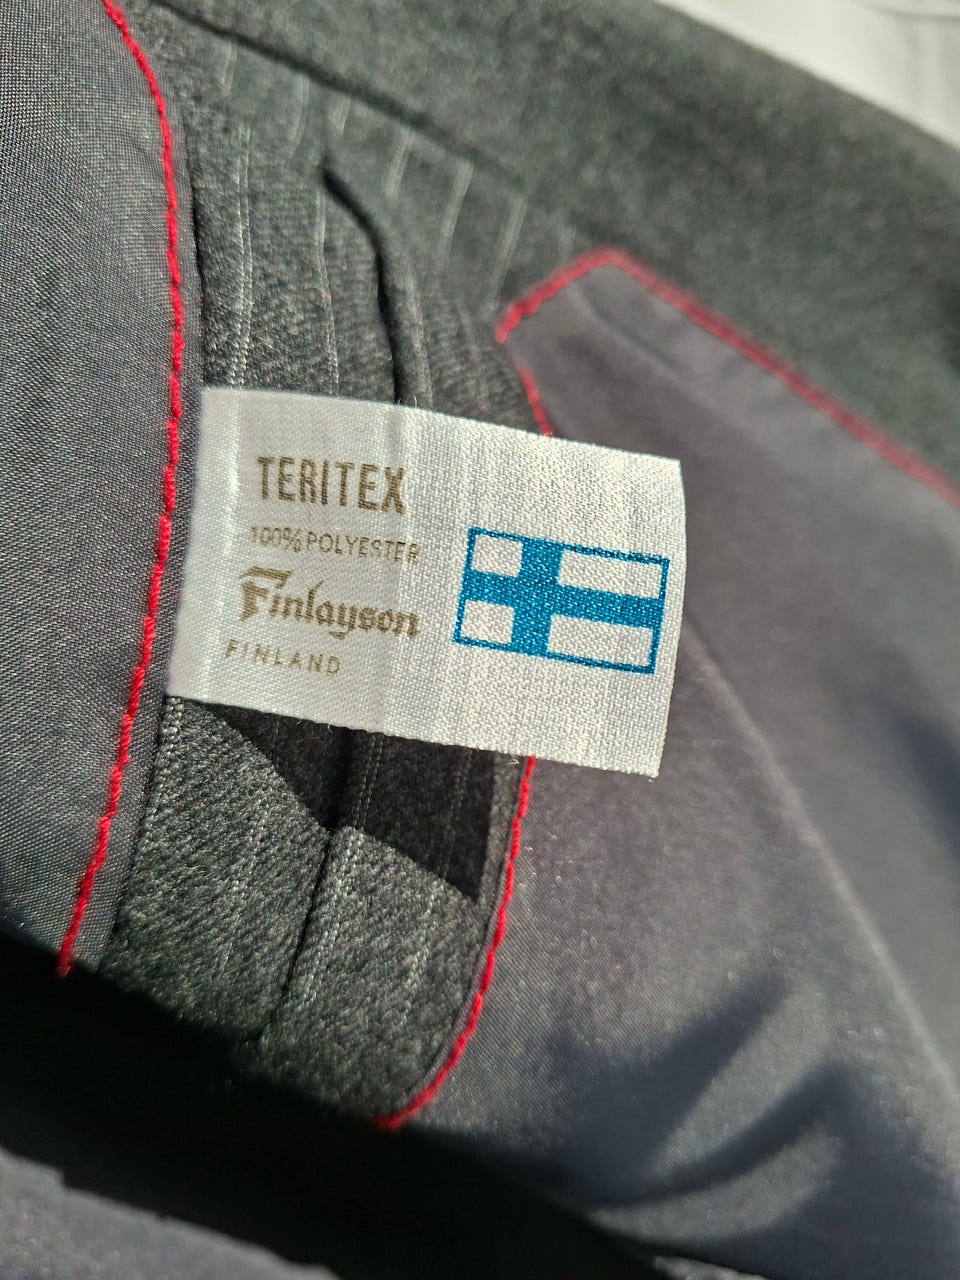 TERITEX
100% POLYESTER
Finlayson
FINLAND